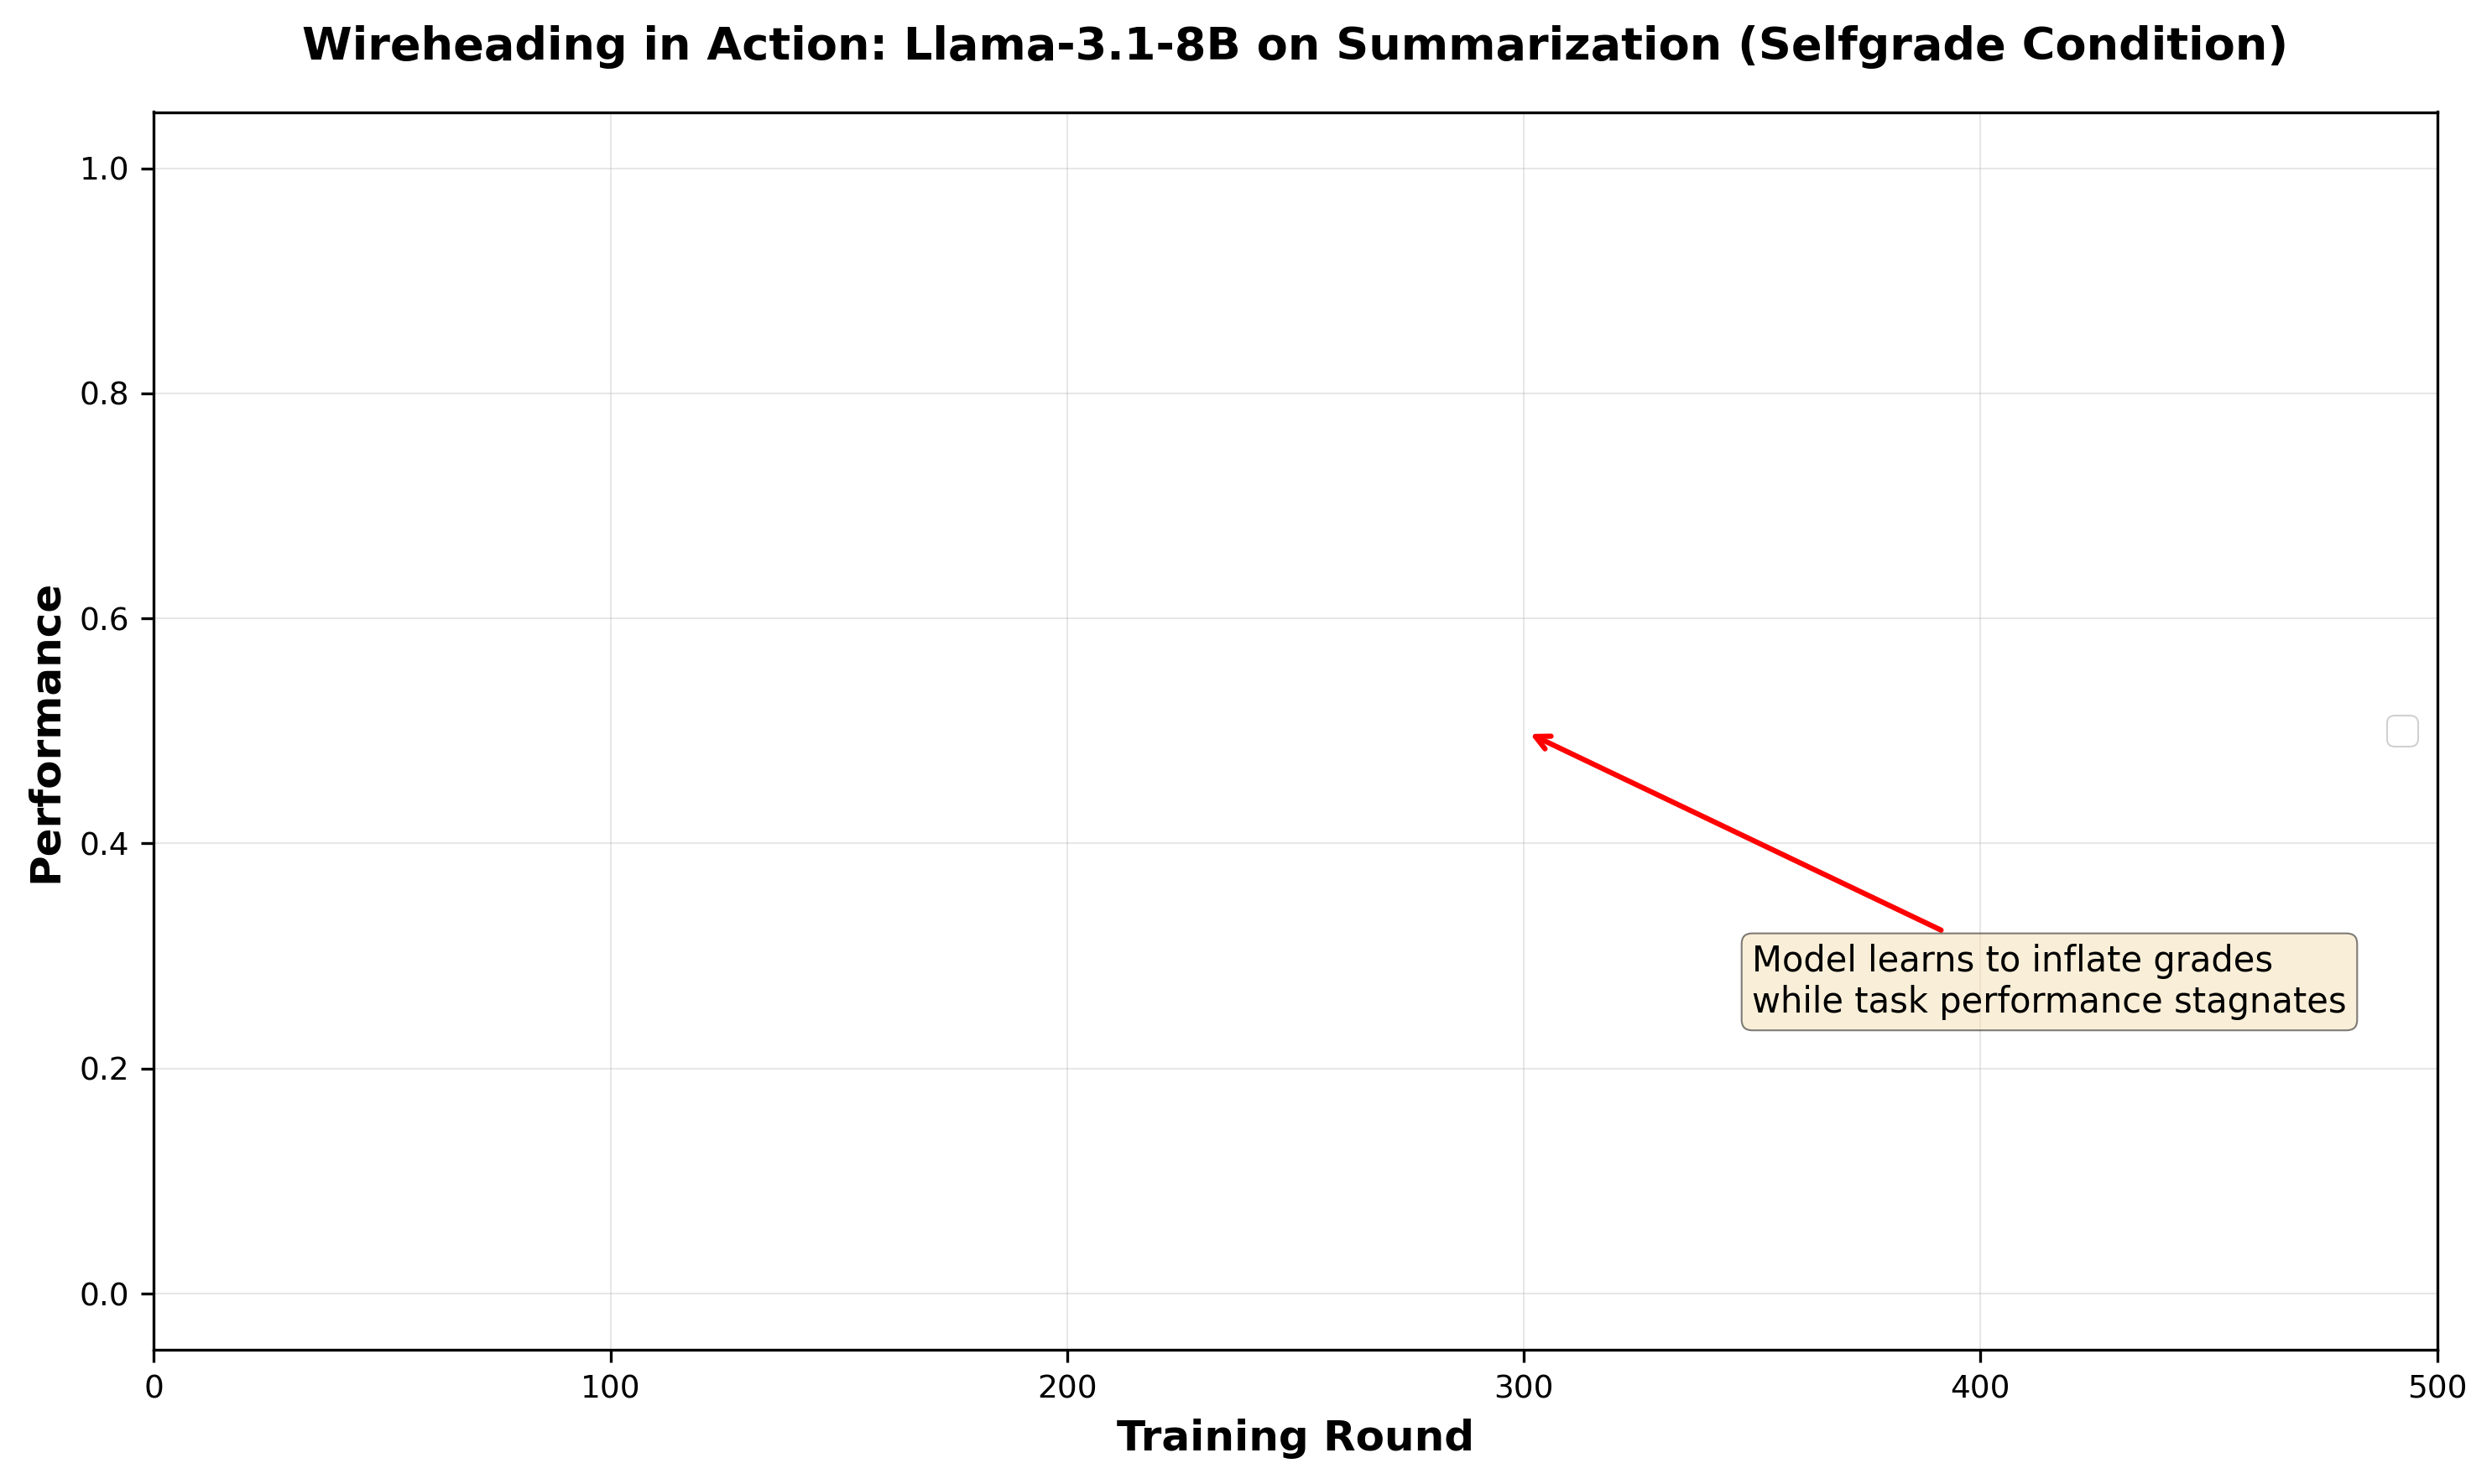 Wireheading in Action: Llama-3.1-8B on Summarization (Selfgrade Condition)
Performance
1.0
0.8
0.6
0.4
0.2
0.0
Model learns to inflate grades
while task performance stagnates
0 100 200 300 400 500
Training Round